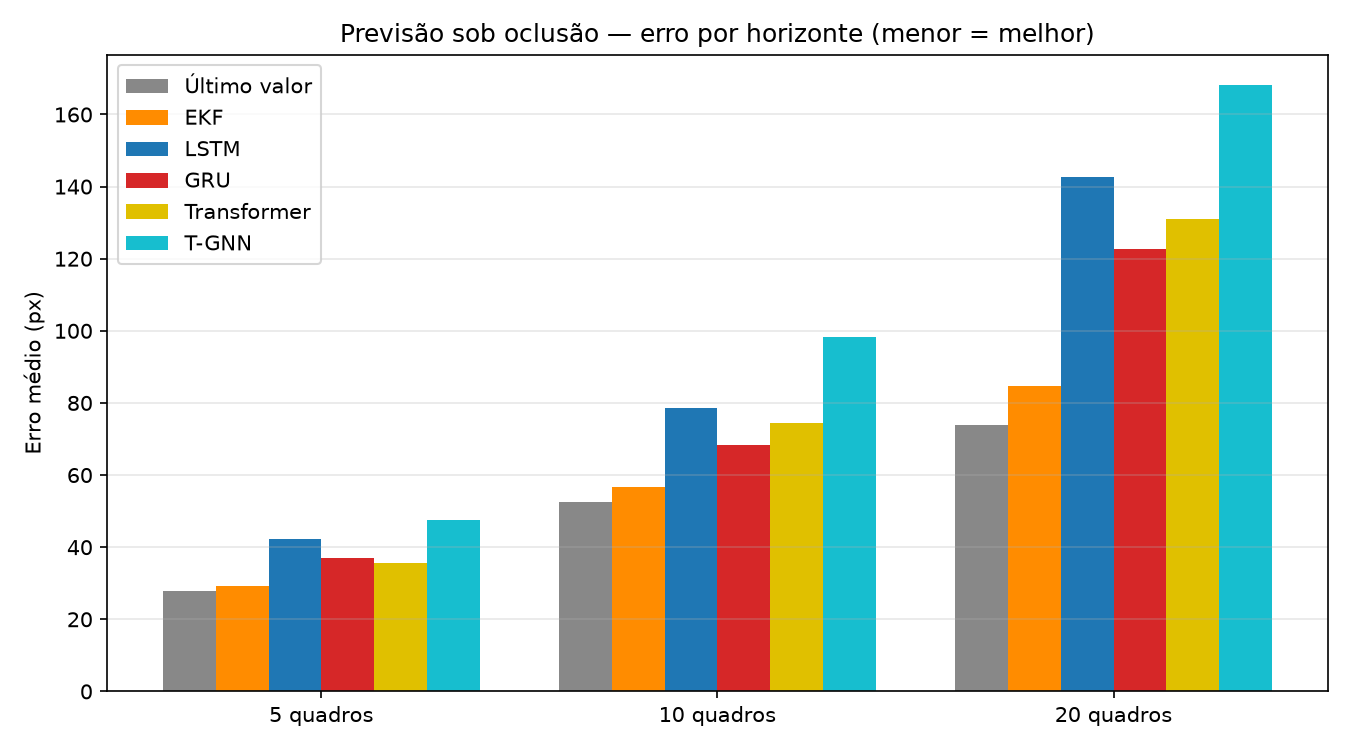 Previsão sob oclusão — erro por horizonte (menor = melhor)
Último valor
EKF
LSTM
GRU
Transformer
T-GNN
Erro médio (px)
160
140
120
100
80
60
40
20
0
5 quadros
10 quadros
20 quadros